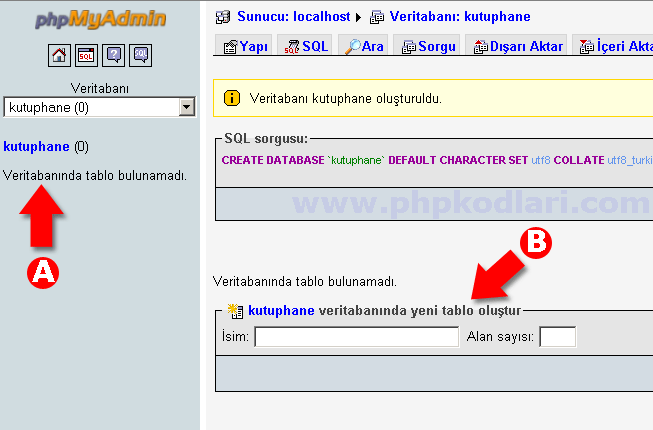 phpMyAdmin
SQL
SQL
Veritabanı
kutuphane (0)
kutuphane (0)
Veritabanında tablo bulunamadı.
A
Sunucu: localhost Veritabanı: kutuphane
Yapı SQL Ara Sorgu Dışarı Aktar İçeri Akta
Veritabanı kutuphane oluşturuldu.
SQL sorgusu:
CREATE DATABASE `kutuphane` DEFAULT CHARACTER SET utf8 COLLATE utf8_turki
www.phpkodlari.com
B
Veritabanında tablo bulunamadı.
kutuphane veritabanında yeni tablo oluştur
İsim: Alan sayısı: